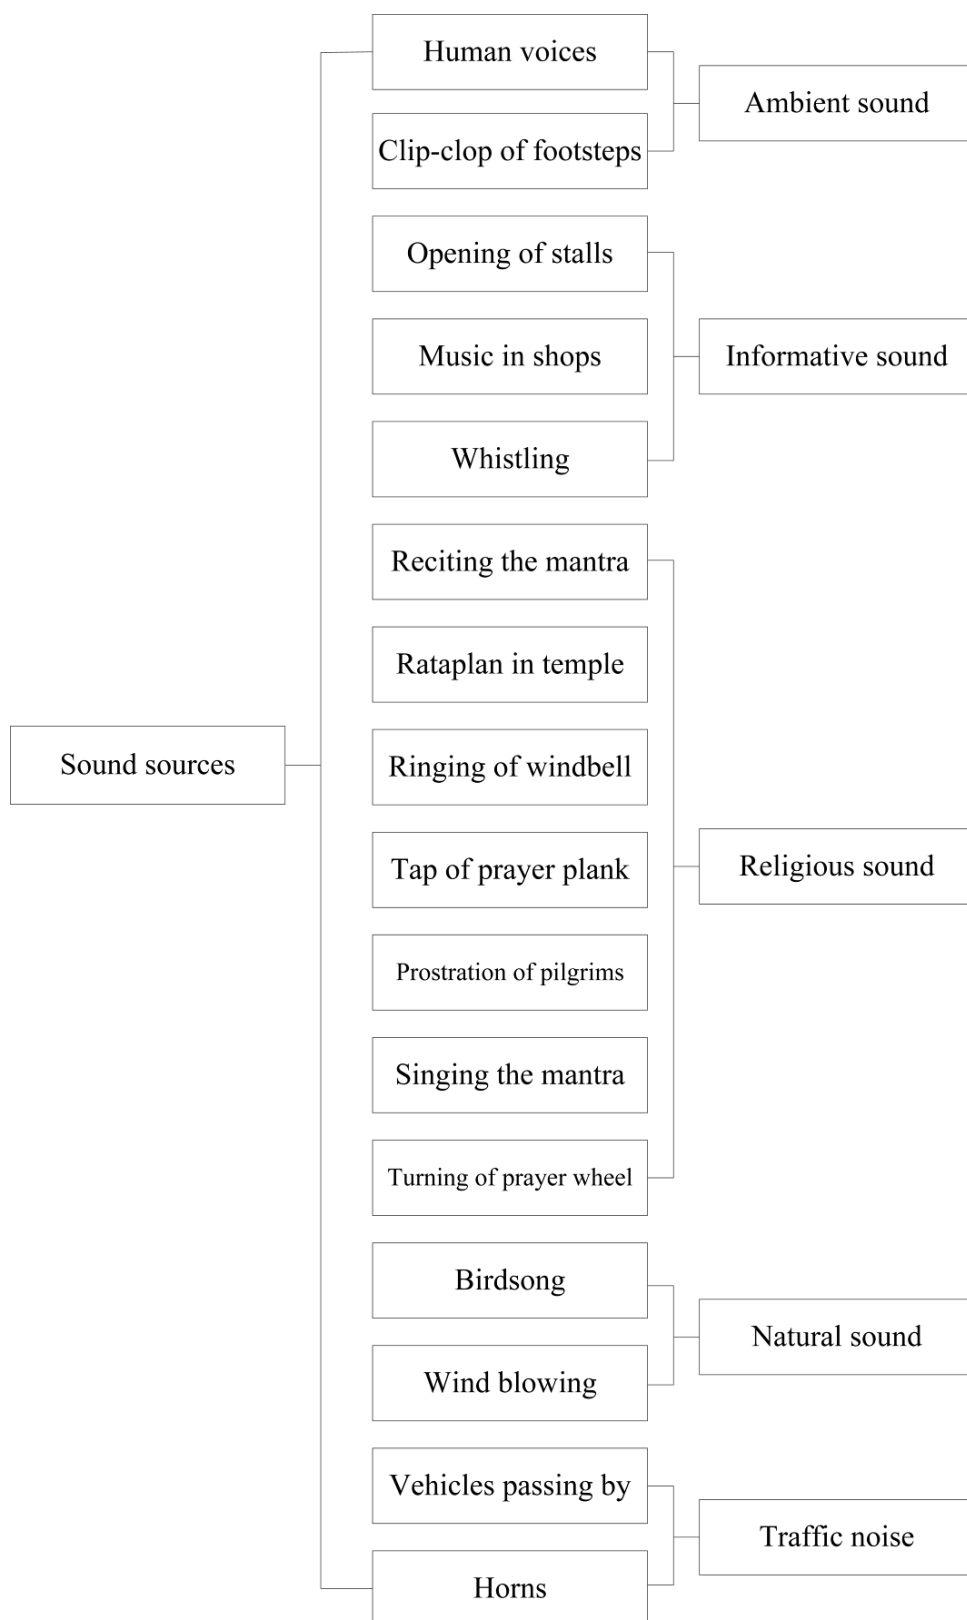 Human voices
Ambient sound
Clip-clop of footsteps
Opening of stalls
Music in shops
Informative sound
Whistling
Reciting the mantra
Rataplan in temple
Sound sources
Ringing of windbell
Tap of prayer plank
Religious sound
Prostration of pilgrims
Singing the mantra
Turning of prayer wheel
Birdsong
Natural sound
Wind blowing
Vehicles passing by
Traffic noise
Horns